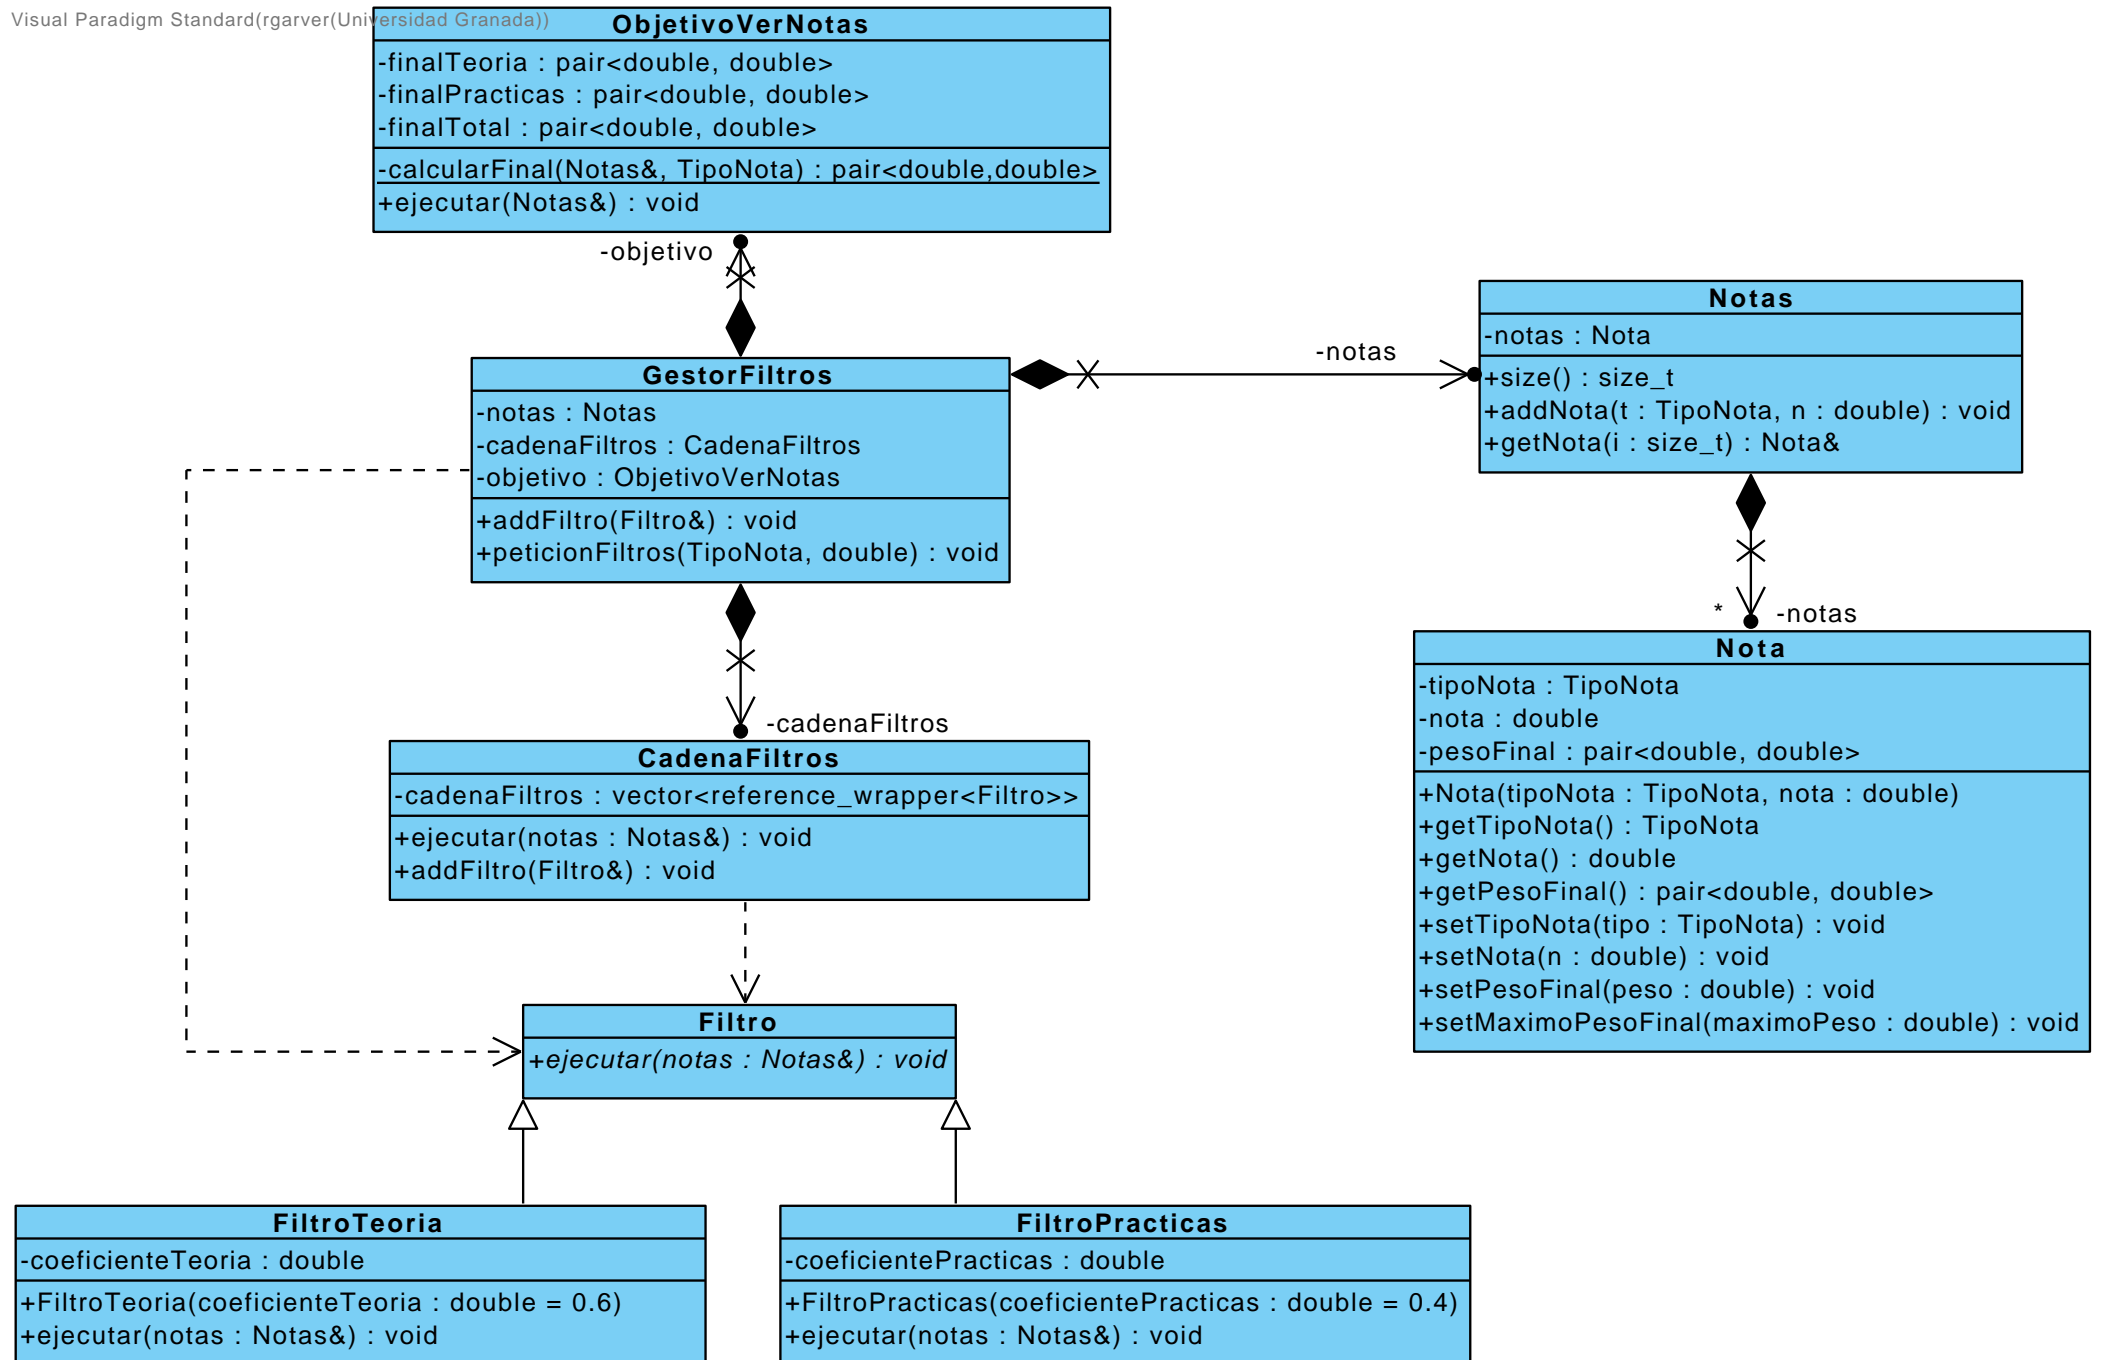 Visual Paradigm Standard(rgarver(Universidad Granada))
ObjetivoVerNotas
-finalTeoria : pair<double, double>
-finalPracticas : pair<double, double>
-finalTotal : pair<double, double>
-calcularFinal(Notas&, TipoNota) : pair<double,double>
+ejecutar(Notas&) : void
-objetivo
Notas
-notas : Nota
+size() : size_t
+addNota(t : TipoNota, n : double) : void
+getNota(i : size_t) : Nota&
-notas
GestorFiltros
-notas : Notas
-cadenaFiltros : CadenaFiltros
-objetivo : ObjetivoVerNotas
+addFiltro(Filtro&) : void
+peticionFiltros(TipoNota, double) : void
* -notas
Nota
-tipoNota : TipoNota
-nota : double
-pesoFinal : pair<double, double>
+Nota(tipoNota : TipoNota, nota : double)
+getTipoNota() : TipoNota
+getNota() : double
+getPesoFinal() : pair<double, double>
+setTipoNota(tipo : TipoNota) : void
+setNota(n : double) : void
+setPesoFinal(peso : double) : void
+setMaximoPesoFinal(maximoPeso : double) : void
-cadenaFiltros
CadenaFiltros
-cadenaFiltros : vector<reference_wrapper<Filtro>>
+ejecutar(notas : Notas&) : void
+addFiltro(Filtro&) : void
Filtro
+ejecutar(notas : Notas&) : void
FiltroTeoria
-coeficienteTeoria : double
+FiltroTeoria(coeficienteTeoria : double = 0.6)
+ejecutar(notas : Notas&) : void
FiltroPracticas
-coeficientePracticas : double
+FiltroPracticas(coeficientePracticas : double = 0.4)
+ejecutar(notas : Notas&) : void